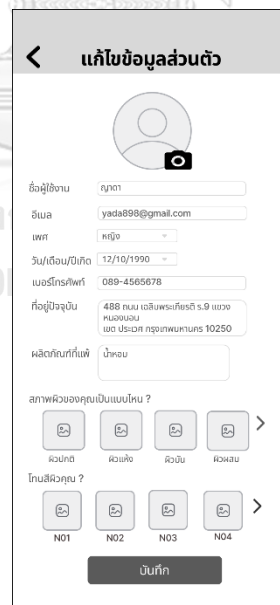 แก้ไขข้อมูลส่วนตัว
ชื่อผู้ใช้งาน ญาดา
อีเมล yada898@gmail.com
เพศ หญิง
วัน/เดือน/ปีเกิด 12/10/1990
เบอร์โทรศัพท์ 089-4565678
ที่อยู่ปัจจุบัน 488 ถนน เฉลิมพระเกียรติ ร.9 แขวง
หนองบอน
เขต ประเวศ กรุงเทพมหานคร 10250
ผลิตภัณฑ์ที่แพ้ น้ำหอม
สภาพผิวของคุณเป็นแบบไหน ?
ผิวปกติ ผิวแห้ง ผิวมัน ผิวผสม
โทนสีผิวคุณ ?
N01 N02 N03 N04
บันทึก